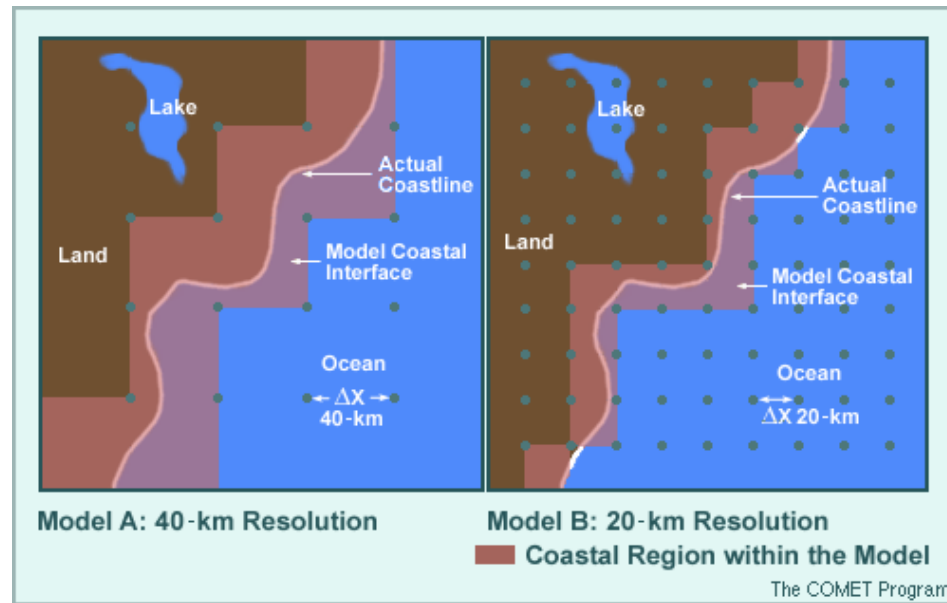 Lake
Actual
Coastline
Land
Model Coastal
Interface
Ocean
ΔX
40-km
Lake
Actual
Coastline
Land
Model Coastal
Interface
Ocean
ΔX 20-km
Model A: 40-km Resolution
Model B: 20-km Resolution
Coastal Region within the Model
The COMET Program